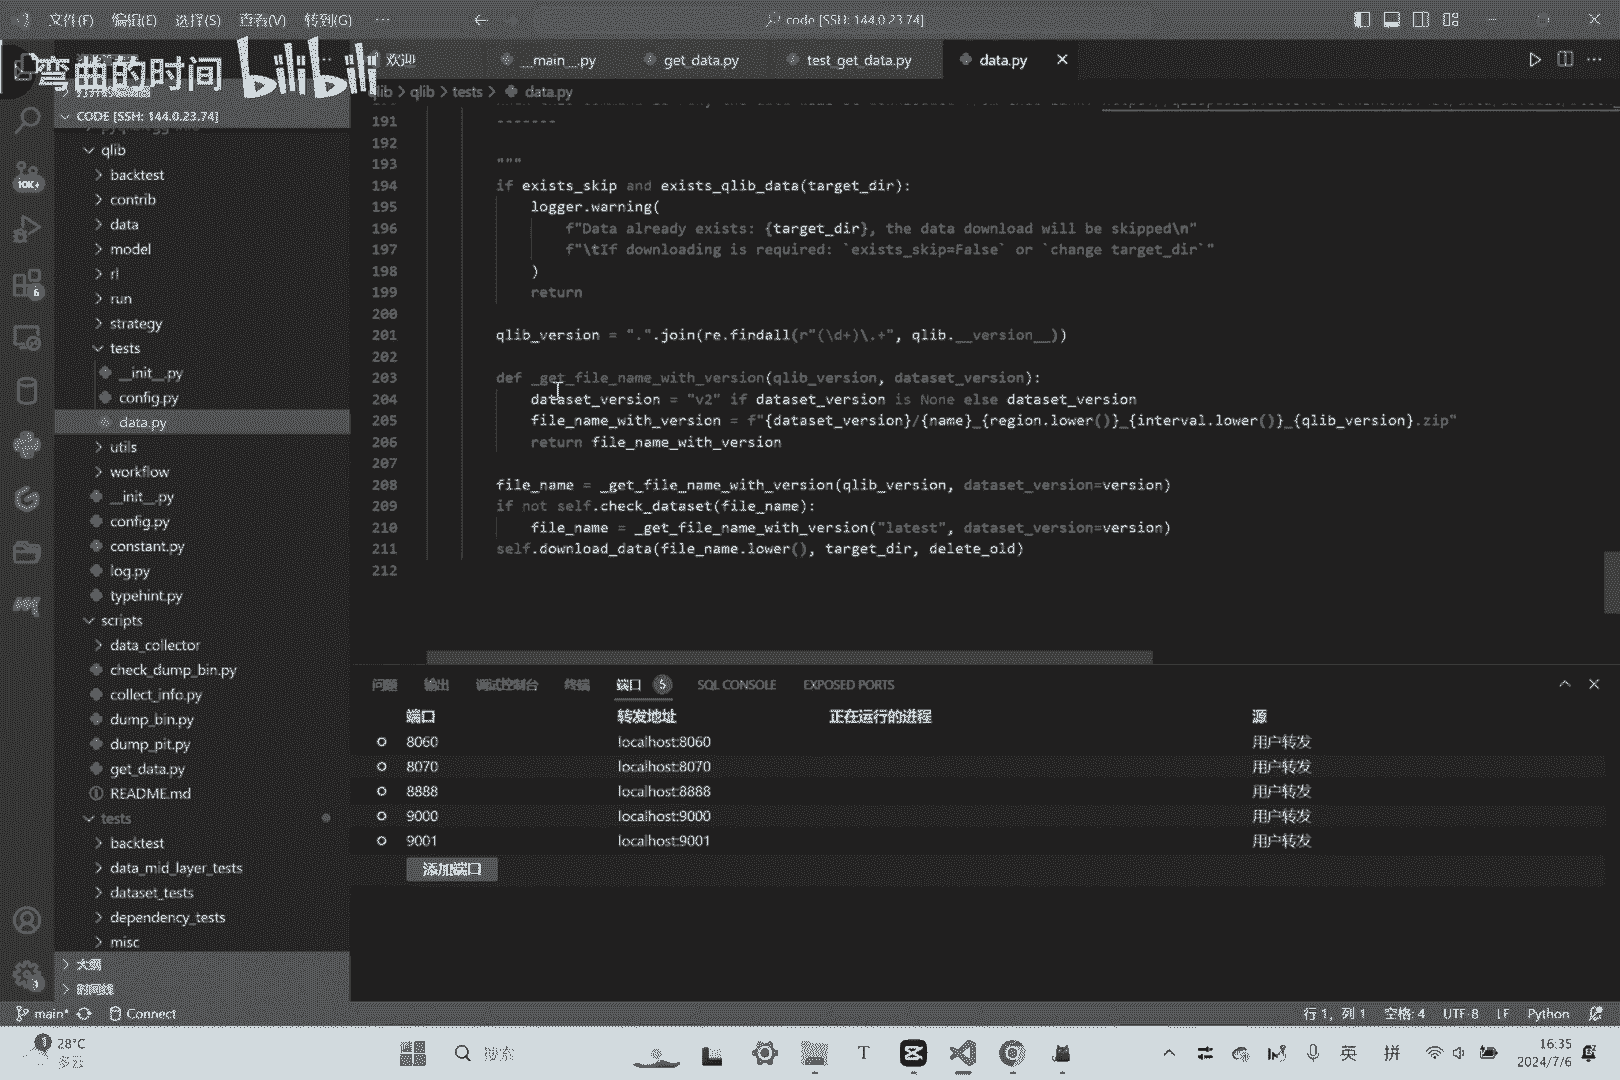 文件(F) 编辑(E) 选择(S) 查看(V) 转到(G) ···
code [SSH: 144.0.23.74]
弯曲的时间 bilibili
欢迎 __main__.py get_data.py test_get_data.py data.py
qlib > qlib > tests > data.py
CODE [SSH: 144.0.23.74]
qlib
backtest
contrib
data
model
rl
run
strategy
tests
__init__.py
config.py
data.py
utils
workflow
__init__.py
config.py
constant.py
log.py
typehint.py
scripts
data_collector
check_dump_bin.py
collect_info.py
dump_bin.py
dump_pit.py
get_data.py
README.md
tests
backtest
data_mid_layer_tests
dataset_tests
dependency_tests
misc
大纲
时间线
10K+
6
1
191 -------
192
193 """
194 if exists_skip and exists_qlib_data(target_dir):
195 logger.warning(
196 f"Data already exists: {target_dir}, the data download will be skipped\n"
197 f"\tIf downloading is required: `exists_skip=False` or `change target_dir`"
198 )
199 return
200
201 qlib_version = ".".join(re.findall(r"(\d+)\.+", qlib.__version__))
202
203 def _get_file_name_with_version(qlib_version, dataset_version):
204 dataset_version = "v2" if dataset_version is None else dataset_version
205 file_name_with_version = f"{dataset_version}/{name}_{region.lower()}_{interval.lower()}_{qlib_version}.zip"
206 return file_name_with_version
207
208 file_name = _get_file_name_with_version(qlib_version, dataset_version=version)
209 if not self.check_dataset(file_name):
210 file_name = _get_file_name_with_version("latest", dataset_version=version)
211 self.download_data(file_name.lower(), target_dir, delete_old)
212
问题 输出 调试控制台 终端 端口 5 SQL CONSOLE EXPOSED PORTS
端口 转发地址 正在运行的进程 源
8060 localhost:8060 用户转发
8070 localhost:8070 用户转发
8888 localhost:8888 用户转发
9000 localhost:9000 用户转发
9001 localhost:9001 用户转发
添加端口
main* Connect 行 1, 列 1 空格: 4 UTF-8 LF Python
28°C
多云
搜索
英 拼
16:35
2024/7/6